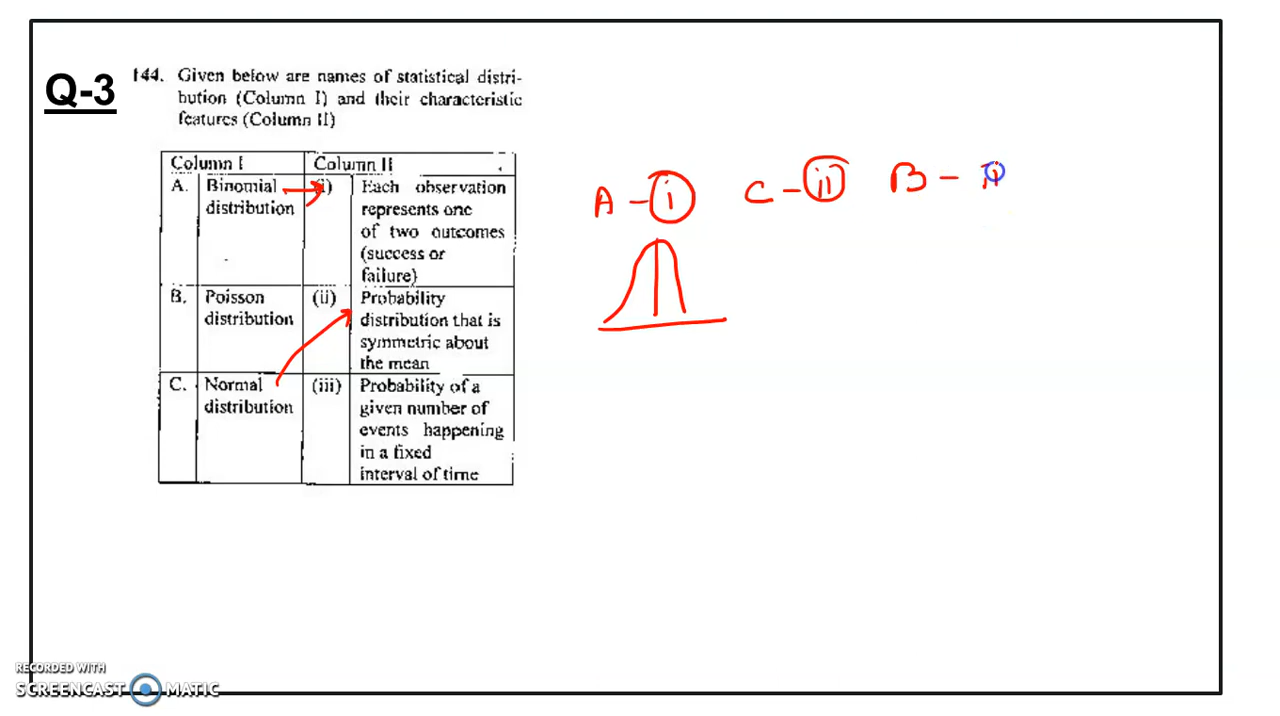 Q-3
144. Given below are names of statistical distri-
bution (Column I) and their characteristic
features (Column II)
Column I Column II
A. Binomial (i) Each observation
distribution represents one
of two outcomes
(success or
failure)
B. Poisson (ii) Probability
distribution distribution that is
symmetric about
the mean
C. Normal (iii) Probability of a
distribution given number of
events happening
in a fixed
interval of time
A - i C - ii B -
RECORDED WITH
SCREENCAST MATIC